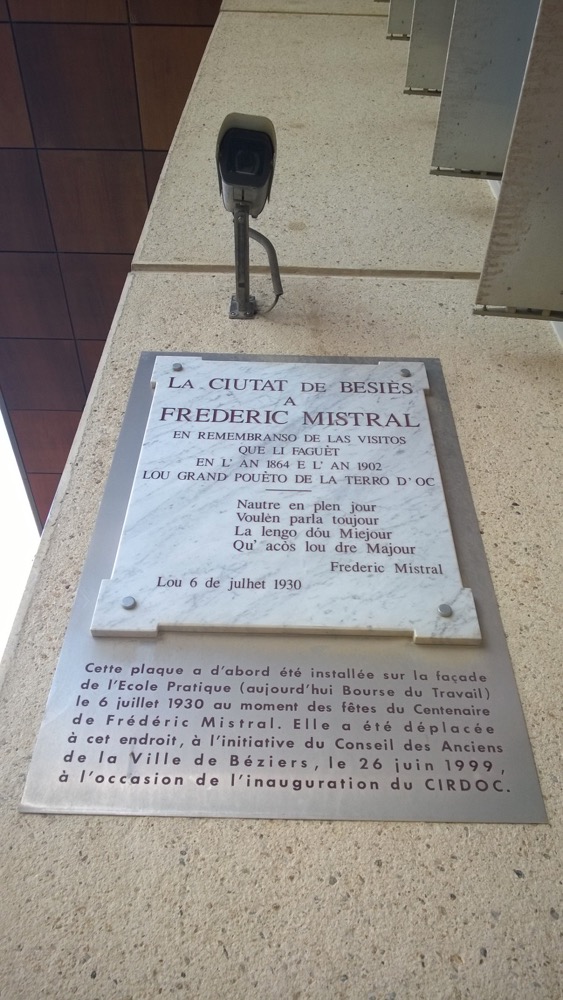 LA CIUTAT DE BESIÈS
A
FREDERIC MISTRAL
EN REMEMBRANSO DE LAS VISITOS
QUE LI FAGUÈT
EN L' AN 1864 E L' AN 1902
LOU GRAND POUÈTO DE LA TERRO D' OC
Nautre en plen jour
Voulèn parla toujour
La lengo dóu Miejour
Qu' acòs lou dre Majour
Frederic Mistral
Lou 6 de julhet 1930
Cette plaque a d'abord été installée sur la façade
de l'Ecole Pratique (aujourd'hui Bourse du Travail)
le 6 juillet 1930 au moment des fêtes du Centenaire
de Frédéric Mistral. Elle a été déplacée
à cet endroit, à l'initiative du Conseil des Anciens
de la Ville de Béziers, le 26 juin 1999,
à l'occasion de l'inauguration du CIRDOC.